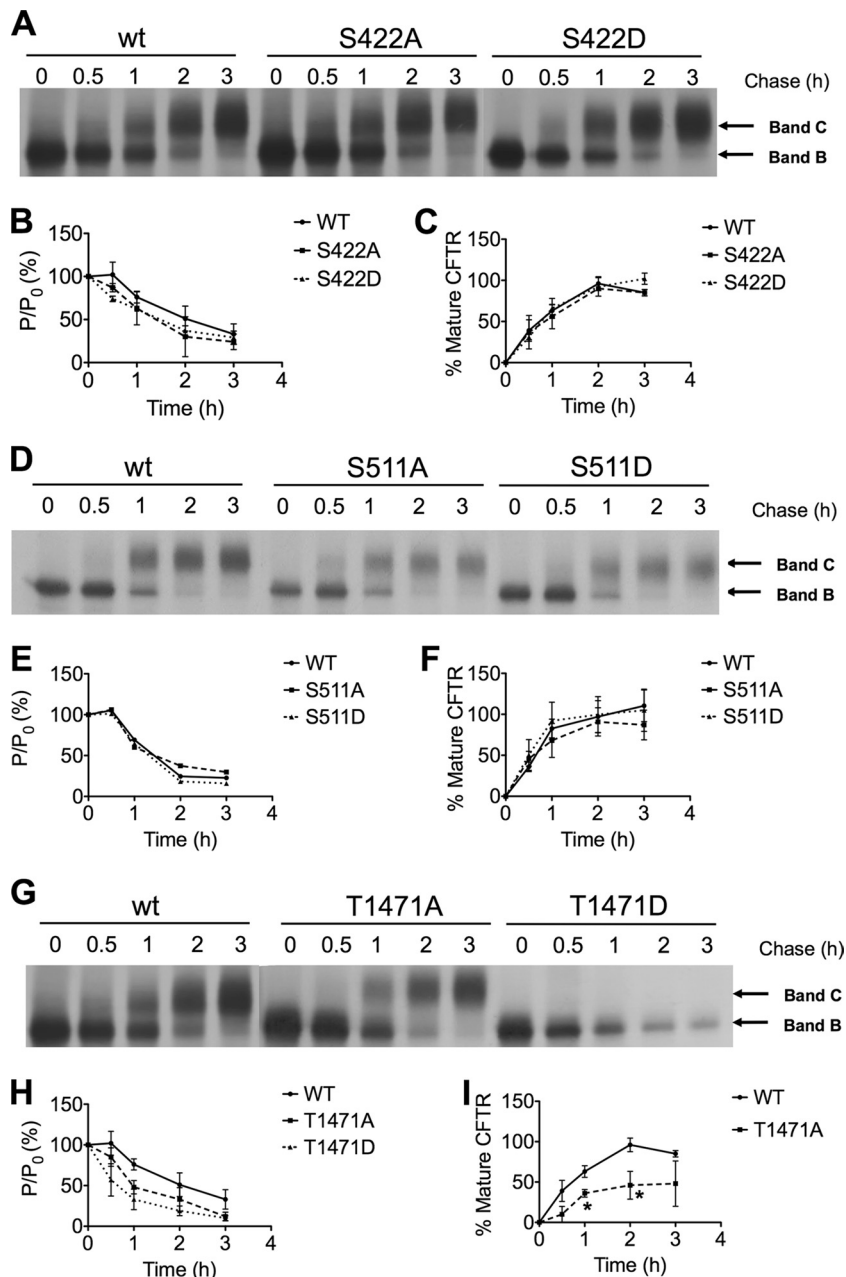 A
wt S422A S422D
0 0.5 1 2 3 0 0.5 1 2 3 0 0.5 1 2 3 Chase (h)
Band C
Band B
B
P/P0 (%)
150
100
50
0
0 1 2 3 4
Time (h)
WT
S422A
S422D
C
% Mature CFTR
150
100
50
0
0 1 2 3 4
Time (h)
WT
S422A
S422D
D
wt S511A S511D
0 0.5 1 2 3 0 0.5 1 2 3 0 0.5 1 2 3 Chase (h)
Band C
Band B
E
P/P0 (%)
150
100
50
0
0 1 2 3 4
Time (h)
WT
S511A
S511D
F
% Mature CFTR
150
100
50
0
0 1 2 3 4
Time (h)
WT
S511A
S511D
G
wt T1471A T1471D
0 0.5 1 2 3 0 0.5 1 2 3 0 0.5 1 2 3 Chase (h)
Band C
Band B
H
P/P0 (%)
150
100
50
0
0 1 2 3 4
Time (h)
WT
T1471A
T1471D
I
% Mature CFTR
150
100
50
0
* *
0 1 2 3 4
Time (h)
WT
T1471A